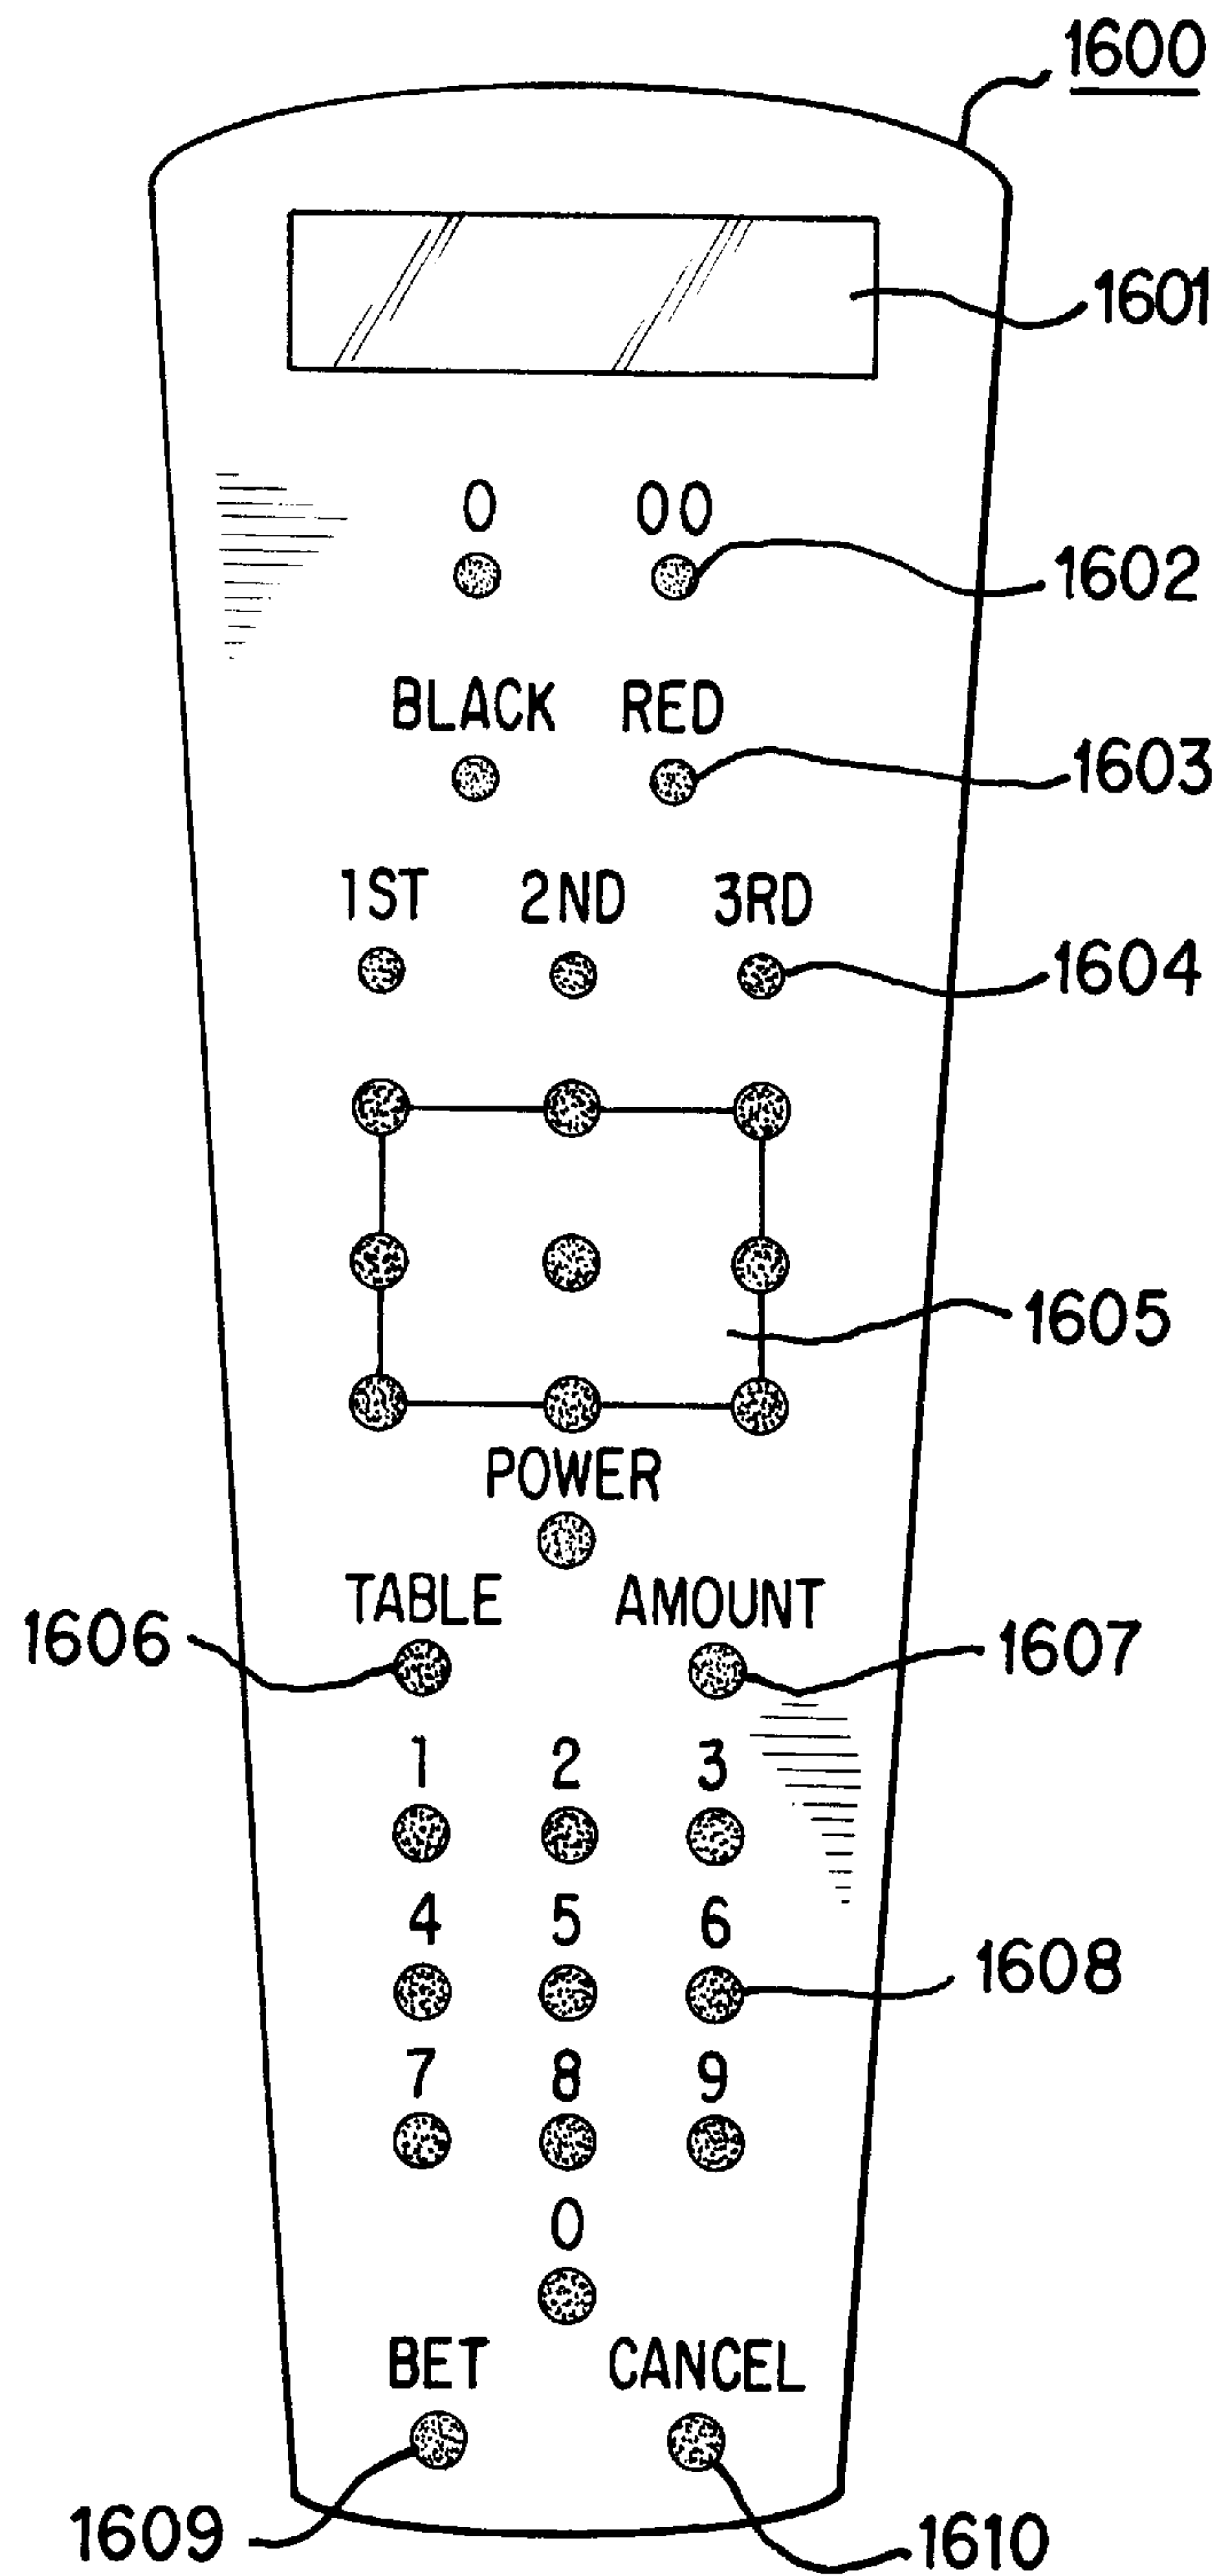 1600
1601
0 00
1602
BLACK RED
1603
1ST 2ND 3RD
1604
1605
POWER
TABLE AMOUNT
1606 1607
1 2 3
4 5 6
1608
7 8 9
0
BET CANCEL
1609 1610